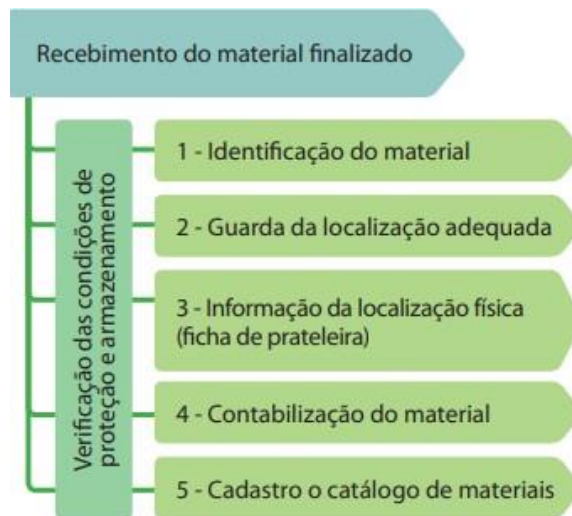 Recebimento do material finalizado
Verificação das condições de
proteção e armazenamento
1 - Identificação do material
2 - Guarda da localização adequada
3 - Informação da localização física
(ficha de prateleira)
4 - Contabilização do material
5 - Cadastro o catálogo de materiais